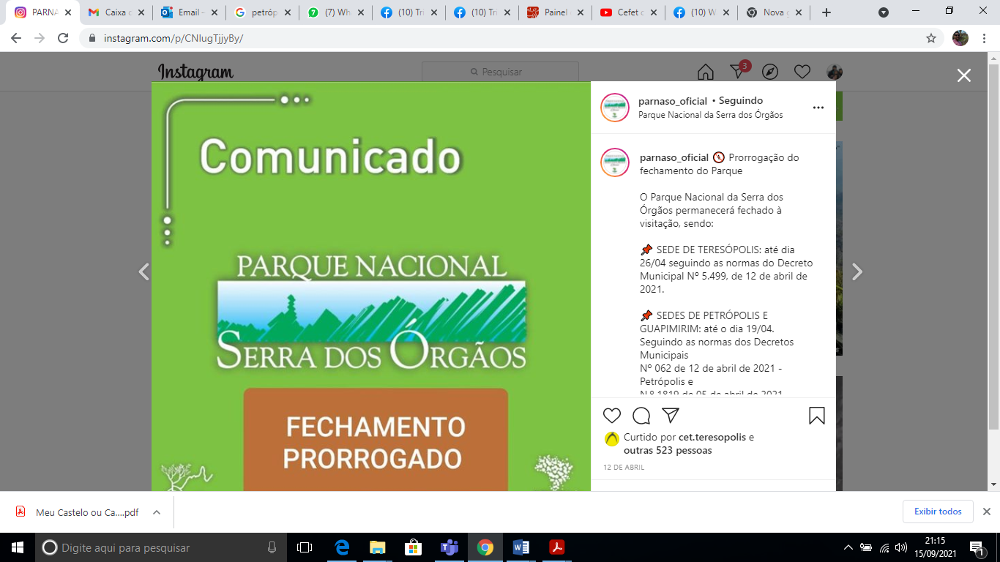 PARNA
Caixa
Email –
petróp
(7) Wh
(10) Tri
(10) Tri
Painel
Cefet
(10) W
Nova
instagram.com/p/CNlugTjjyBy/
Instagram
Pesquisar
3
Comunicado
PARQUE NACIONAL
SERRA DOS ÓRGÃOS
FECHAMENTO
PRORROGADO
parnaso_oficial • Seguindo
Parque Nacional da Serra dos Órgãos
parnaso_oficial Prorrogação do
fechamento do Parque
O Parque Nacional da Serra dos
Órgãos permanecerá fechado à
visitação, sendo:
SEDE DE TERESÓPOLIS: até dia
26/04 seguindo as normas do Decreto
Municipal Nº 5.499, de 12 de abril de
2021.
SEDES DE PETRÓPOLIS E
GUAPIMIRIM: até o dia 19/04.
Seguindo as normas dos Decretos
Municipais
Nº 062 de 12 de abril de 2021 -
Petrópolis e
N.º 1819 de 05 de abril de 2021
Curtido por cet.teresopolis e
outras 523 pessoas
12 DE ABRIL
Meu Castelo ou Ca....pdf
Exibir todos
Digite aqui para pesquisar
21:15
15/09/2021
1